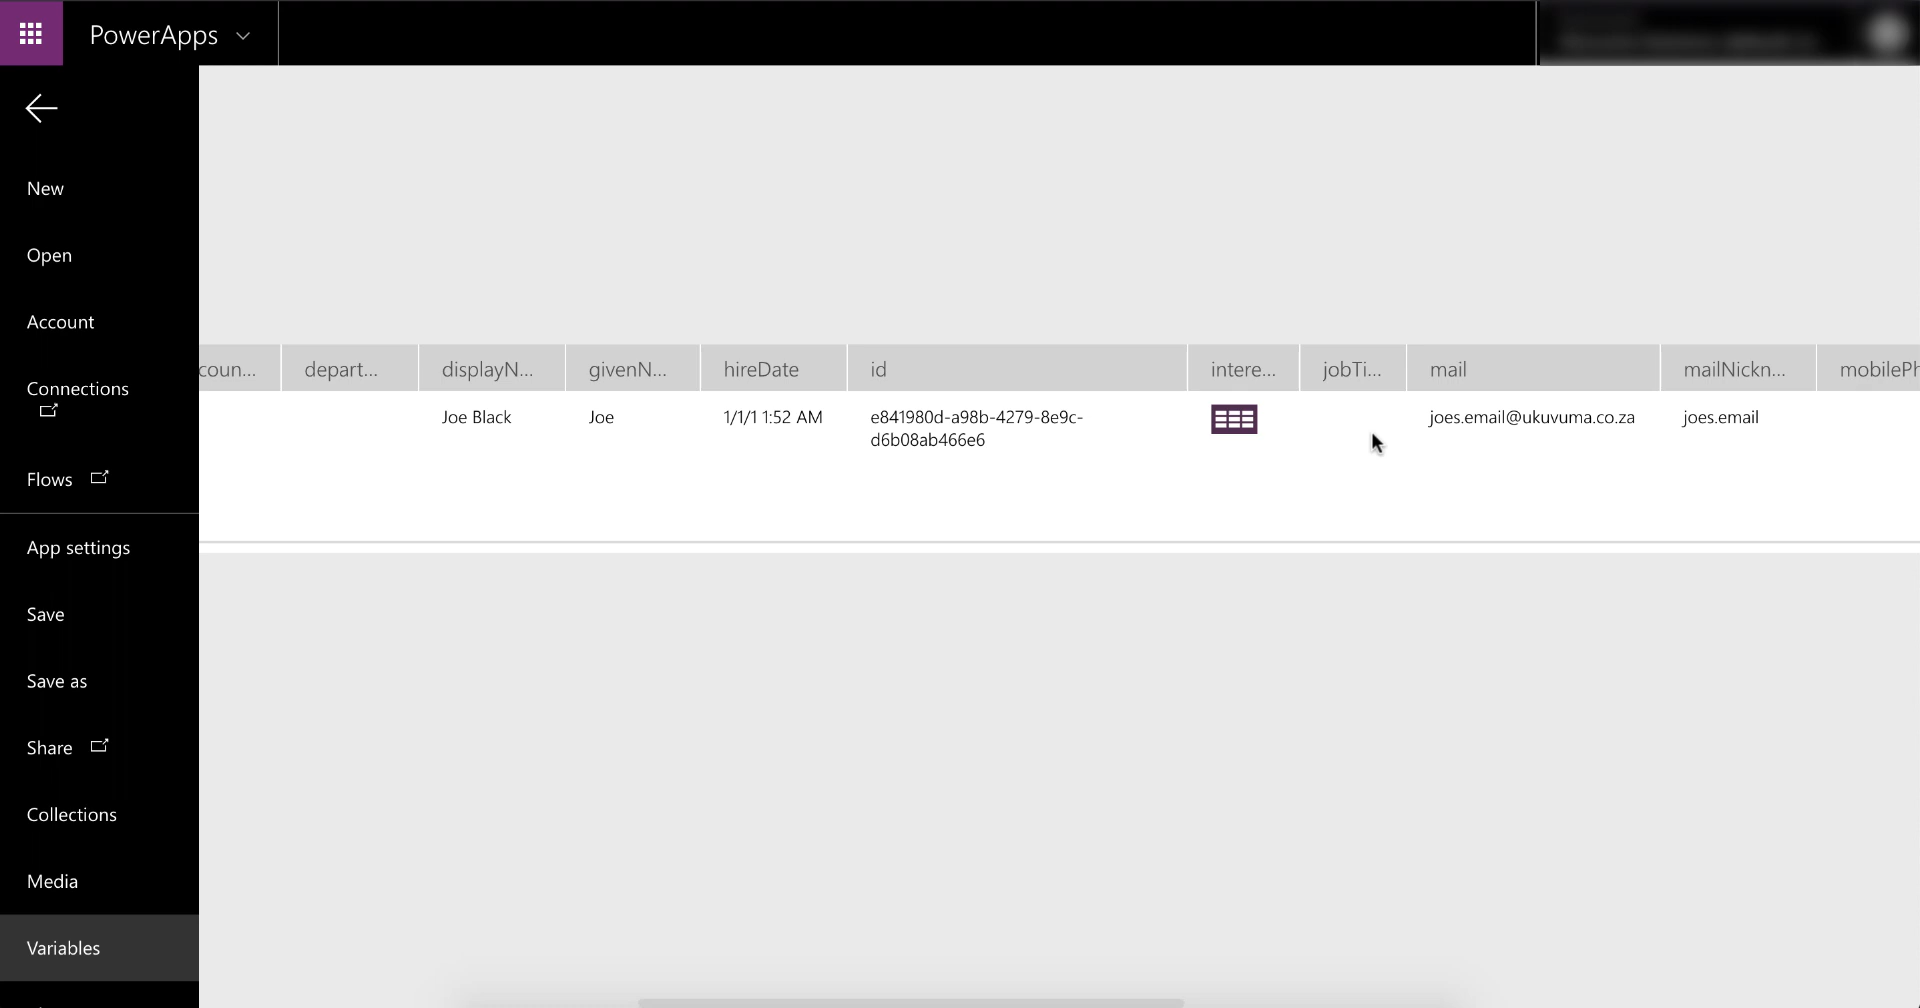 PowerApps
New
Open
Account
Connections
Flows
App settings
Save
Save as
Share
Collections
Media
Variables
coun... depart... displayN... givenN... hireDate id intere... jobTi... mail mailNickn... mobilePh
Joe Black Joe 1/1/1 1:52 AM e841980d-a98b-4279-8e9c- joes.email@ukuvuma.co.za joes.email
d6b08ab466e6